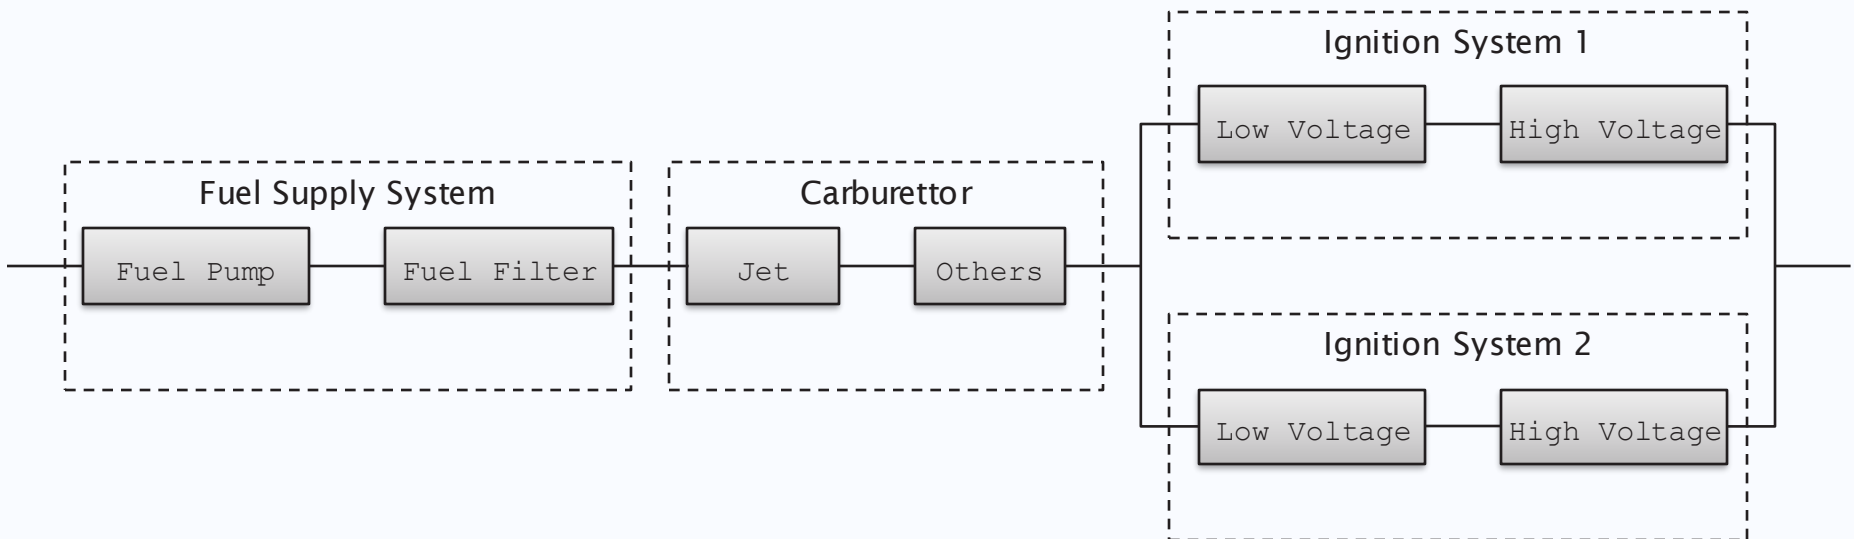 Ignition System 1
Low Voltage
High Voltage
Fuel Supply System
Fuel Pump
Fuel Filter
Carburettor
Jet
Others
Ignition System 2
Low Voltage
High Voltage